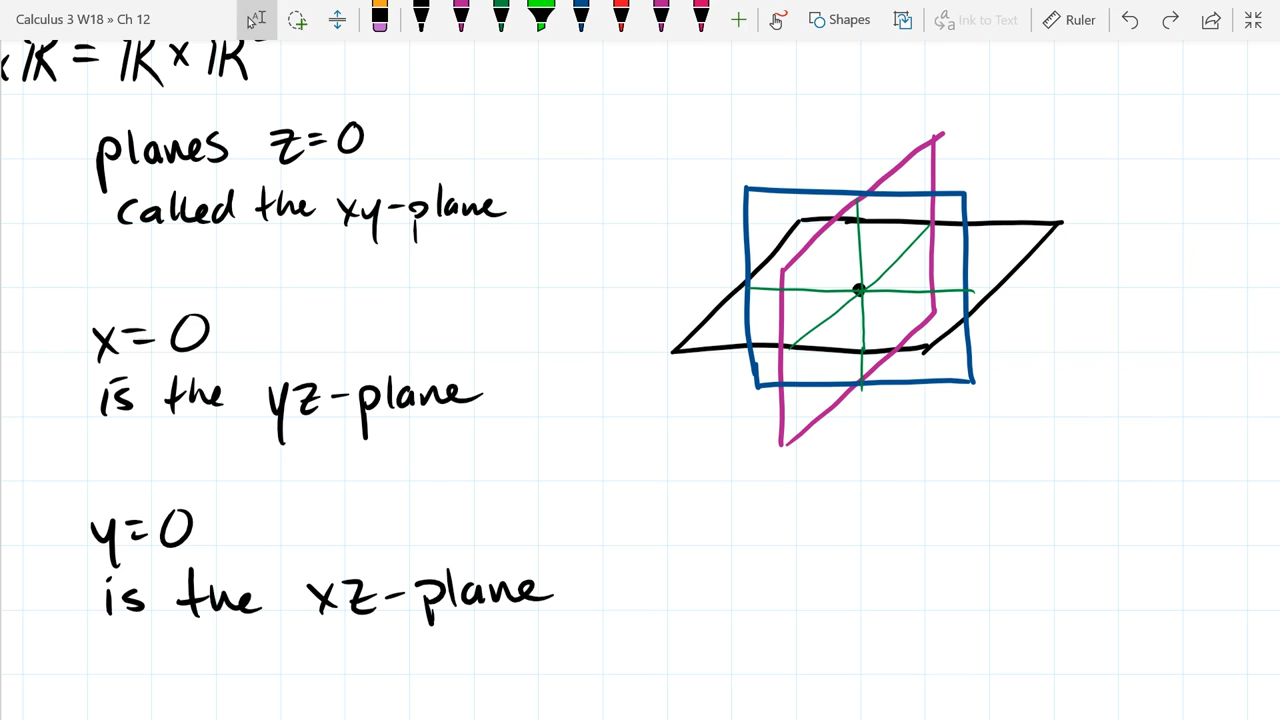 Calculus 3 W18 » Ch 12
Shapes
Ink to Text
Ruler
planes z=0
called the xy-plane
x=0
is the yz-plane
y=0
is the xz-plane